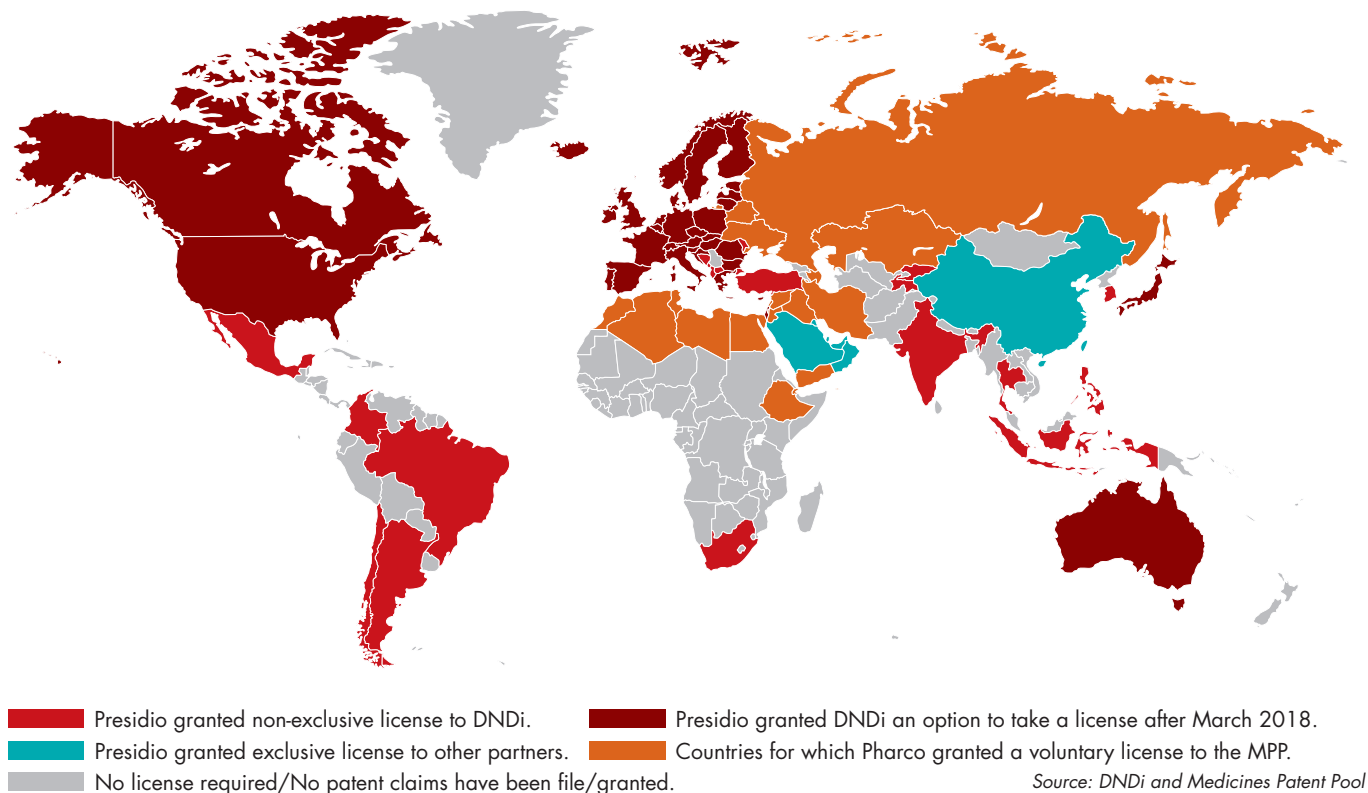 Presidio granted non-exclusive license to DNDi.
Presidio granted DNDi an option to take a license after March 2018.
Presidio granted exclusive license to other partners.
Countries for which Pharco granted a voluntary license to the MPP.
No license required/No patent claims have been file/granted.
Source: DNDi and Medicines Patent Pool